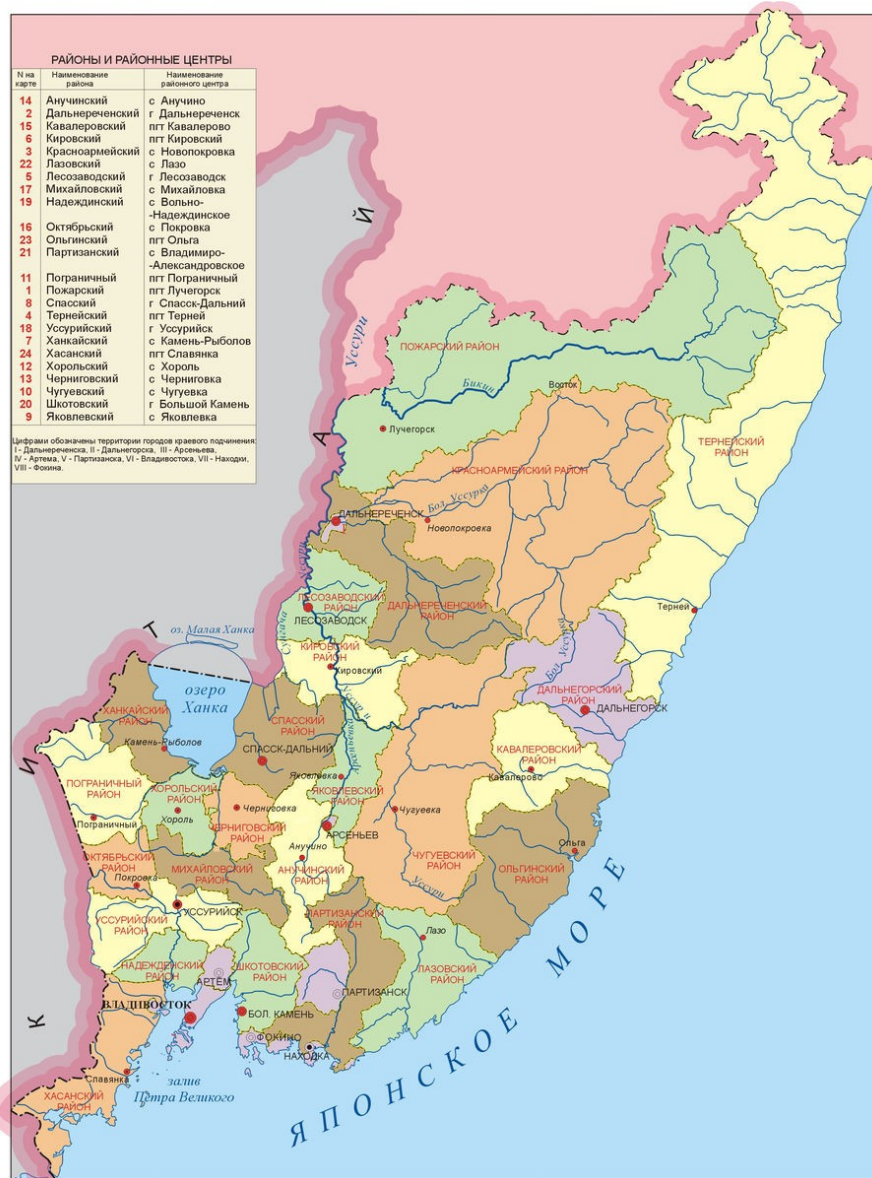 РАЙОНЫ И РАЙОННЫЕ ЦЕНТРЫ
N на карте Наименование района Наименование районного центра
14 Анучинский с Анучино
2 Дальнереченский г Дальнереченск
15 Кавалеровский пгт Кавалерово
6 Кировский пгт Кировский
3 Красноармейский с Новопокровка
22 Лазовский с Лазо
5 Лесозаводский г Лесозаводск
17 Михайловский с Михайловка
19 Надеждинский с Вольно-
-Надеждинское
16 Октябрьский с Покровка
23 Ольгинский пгт Ольга
21 Партизанский с Владимиро-
-Александровское
11 Пограничный пгт Пограничный
1 Пожарский пгт Лучегорск
8 Спасский г Спасск-Дальний
4 Тернейский пгт Терней
18 Уссурийский г Уссурийск
7 Ханкайский с Камень-Рыболов
24 Хасанский пгт Славянка
12 Хорольский с Хороль
13 Черниговский с Черниговка
10 Чугуевский с Чугуевка
20 Шкотовский г Большой Камень
9 Яковлевский с Яковлевка
Цифрами обозначены территории городов краевого подчинения:
I - Дальнереченска, II - Дальнегорска, III - Арсеньева,
IV - Артема, V - Партизанска, VI - Владивостока, VII - Находки,
VIII - Фокина.
КИТАЙ
Уссури
ПОЖАРСКИЙ РАЙОН
Бикин
Восток
Лучегорск
ТЕРНЕЙСКИЙ
РАЙОН
КРАСНОАРМЕЙСКИЙ РАЙОН
Бол. Уссурка
ДАЛЬНЕРЕЧЕНСК
Новопокровка
Уссури
ЛЕСОЗАВОДСКИЙ
РАЙОН
ЛЕСОЗАВОДСК
ДАЛЬНЕРЕЧЕНСКИЙ
РАЙОН
Терней
Сунгача
оз. Малая Ханка
КИРОВСКИЙ
РАЙОН
Кировский
Бол. Уссурка
ДАЛЬНЕГОРСКИЙ
РАЙОН
ДАЛЬНЕГОРСК
озеро
Ханка
Уссури
ХАНКАЙСКИЙ
РАЙОН
Камень-Рыболов
СПАССКИЙ
РАЙОН
СПАССК-ДАЛЬНИЙ
Арсеньевка
КАВАЛЕРОВСКИЙ
РАЙОН
Кавалерово
ПОГРАНИЧНЫЙ
РАЙОН
Пограничный
ХОРОЛЬСКИЙ
РАЙОН
Хороль
Яковлевка
ЯКОВЛЕВСКИЙ
РАЙОН
Черниговка
ЧЕРНИГОВСКИЙ
РАЙОН
АРСЕНЬЕВ
Чугуевка
ЧУГУЕВСКИЙ
РАЙОН
Уссури
Ольга
ОЛЬГИНСКИЙ
РАЙОН
ОКТЯБРЬСКИЙ
РАЙОН
Покровка
МИХАЙЛОВСКИЙ
РАЙОН
Анучино
АНУЧИНСКИЙ
РАЙОН
УССУРИЙСК
УССУРИЙСКИЙ
РАЙОН
ПАРТИЗАНСКИЙ
РАЙОН
Лазо
ЛАЗОВСКИЙ
РАЙОН
НАДЕЖДЕНСКИЙ
РАЙОН
АРТЁМ
ШКОТОВСКИЙ
РАЙОН
ПАРТИЗАНСК
ВЛАДИВОСТОК
БОЛ. КАМЕНЬ
ФОКИНО
НАХОДКА
Славянка
залив
Петра Великого
ХАСАНСКИЙ
РАЙОН
ЯПОНСКОЕ МОРЕ